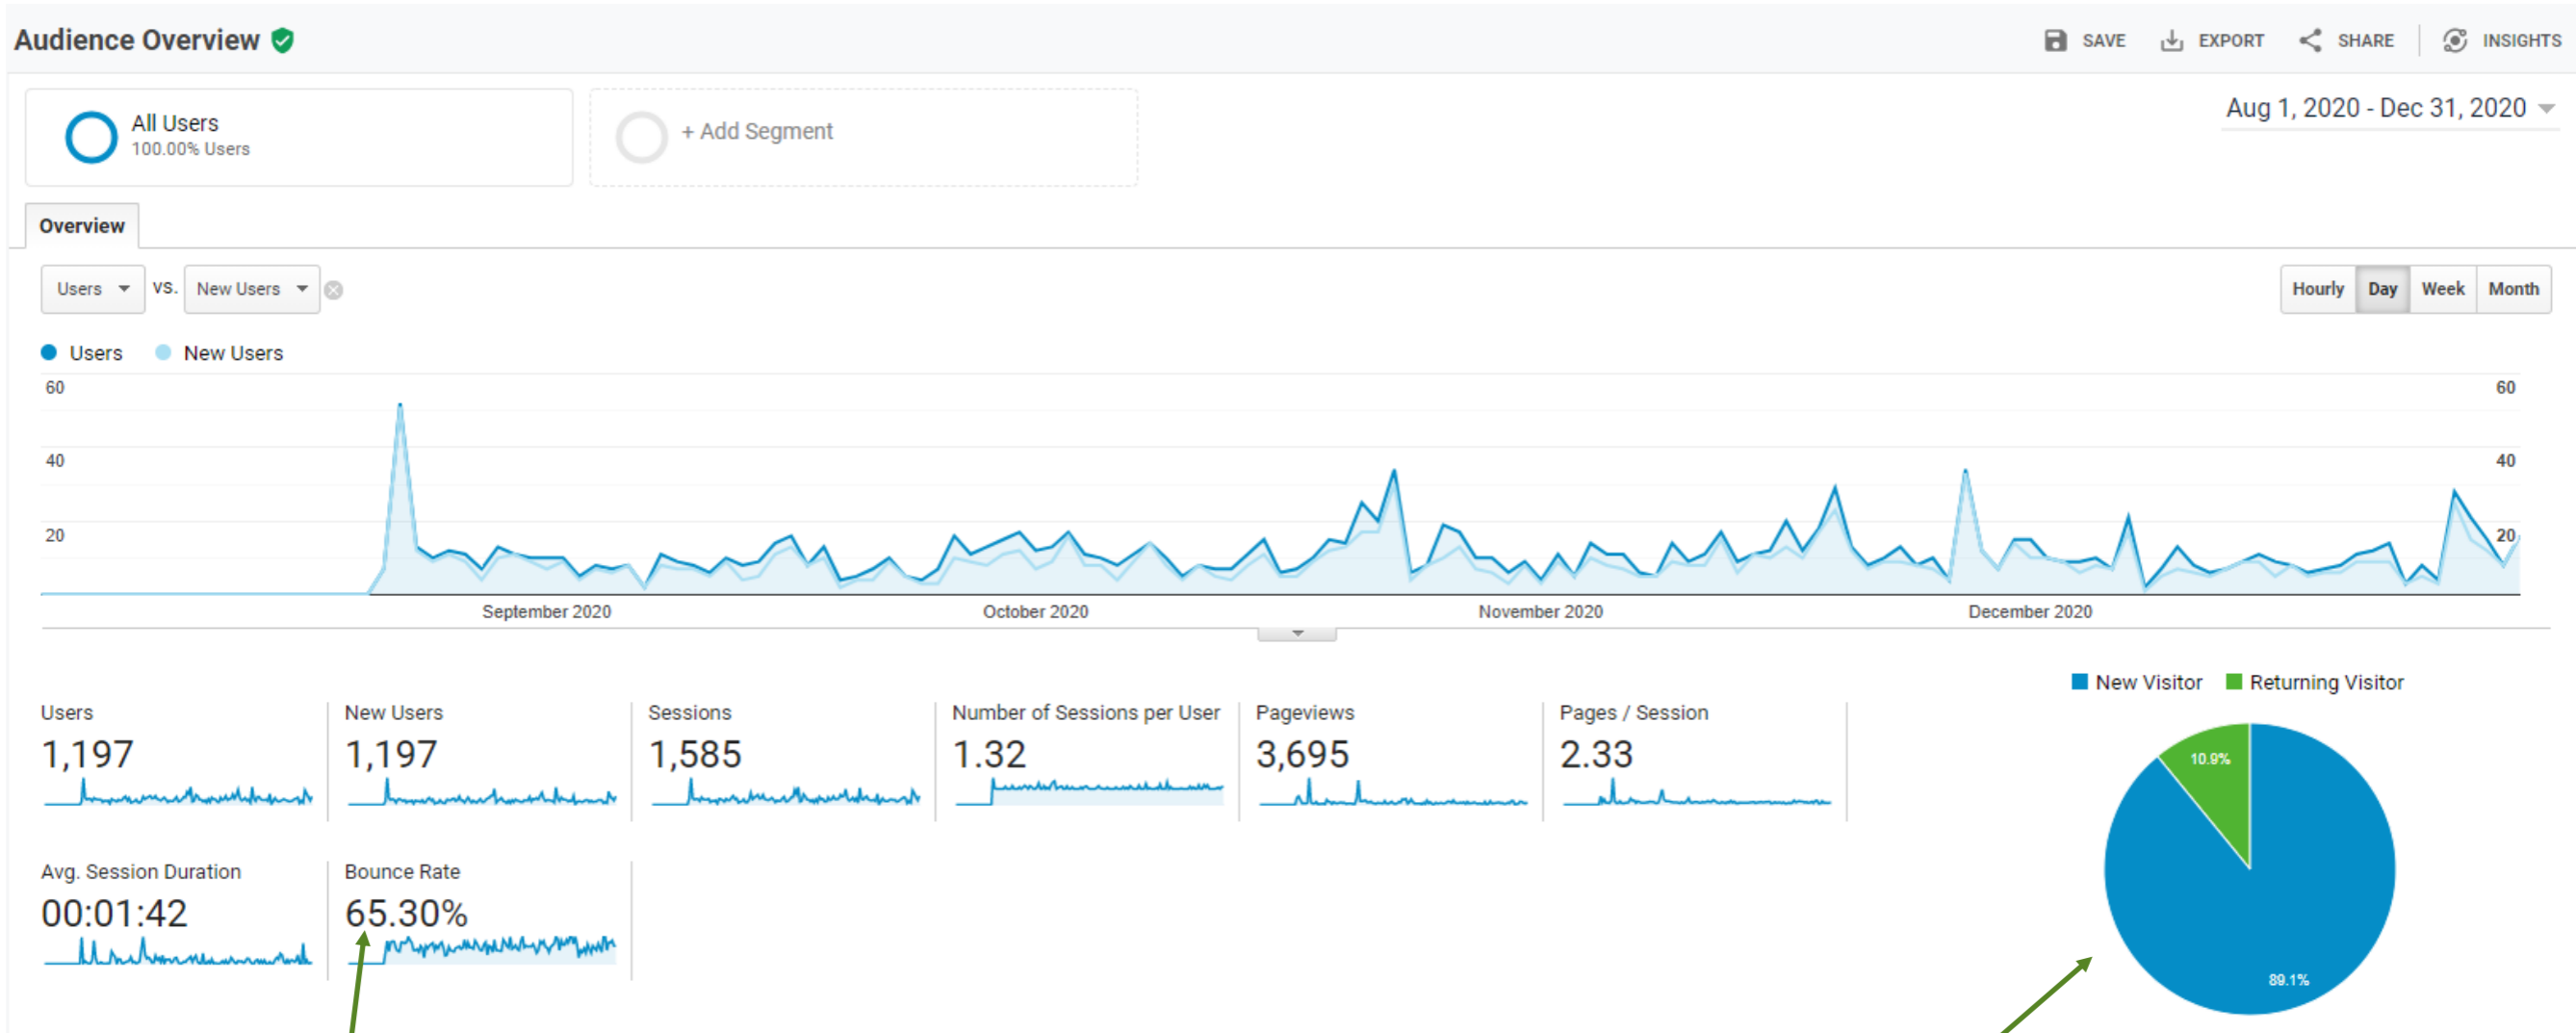 Audience Overview
SAVE EXPORT SHARE INSIGHTS
All Users
100.00% Users
+ Add Segment
Aug 1, 2020 - Dec 31, 2020
Overview
Users VS. New Users
Hourly Day Week Month
Users New Users
60 60
40 40
20 20
September 2020 October 2020 November 2020 December 2020
New Visitor Returning Visitor
Users
1,197
New Users
1,197
Sessions
1,585
Number of Sessions per User
1.32
Pageviews
3,695
Pages / Session
2.33
10.9%
Avg. Session Duration
00:01:42
Bounce Rate
65.30%
89.1%